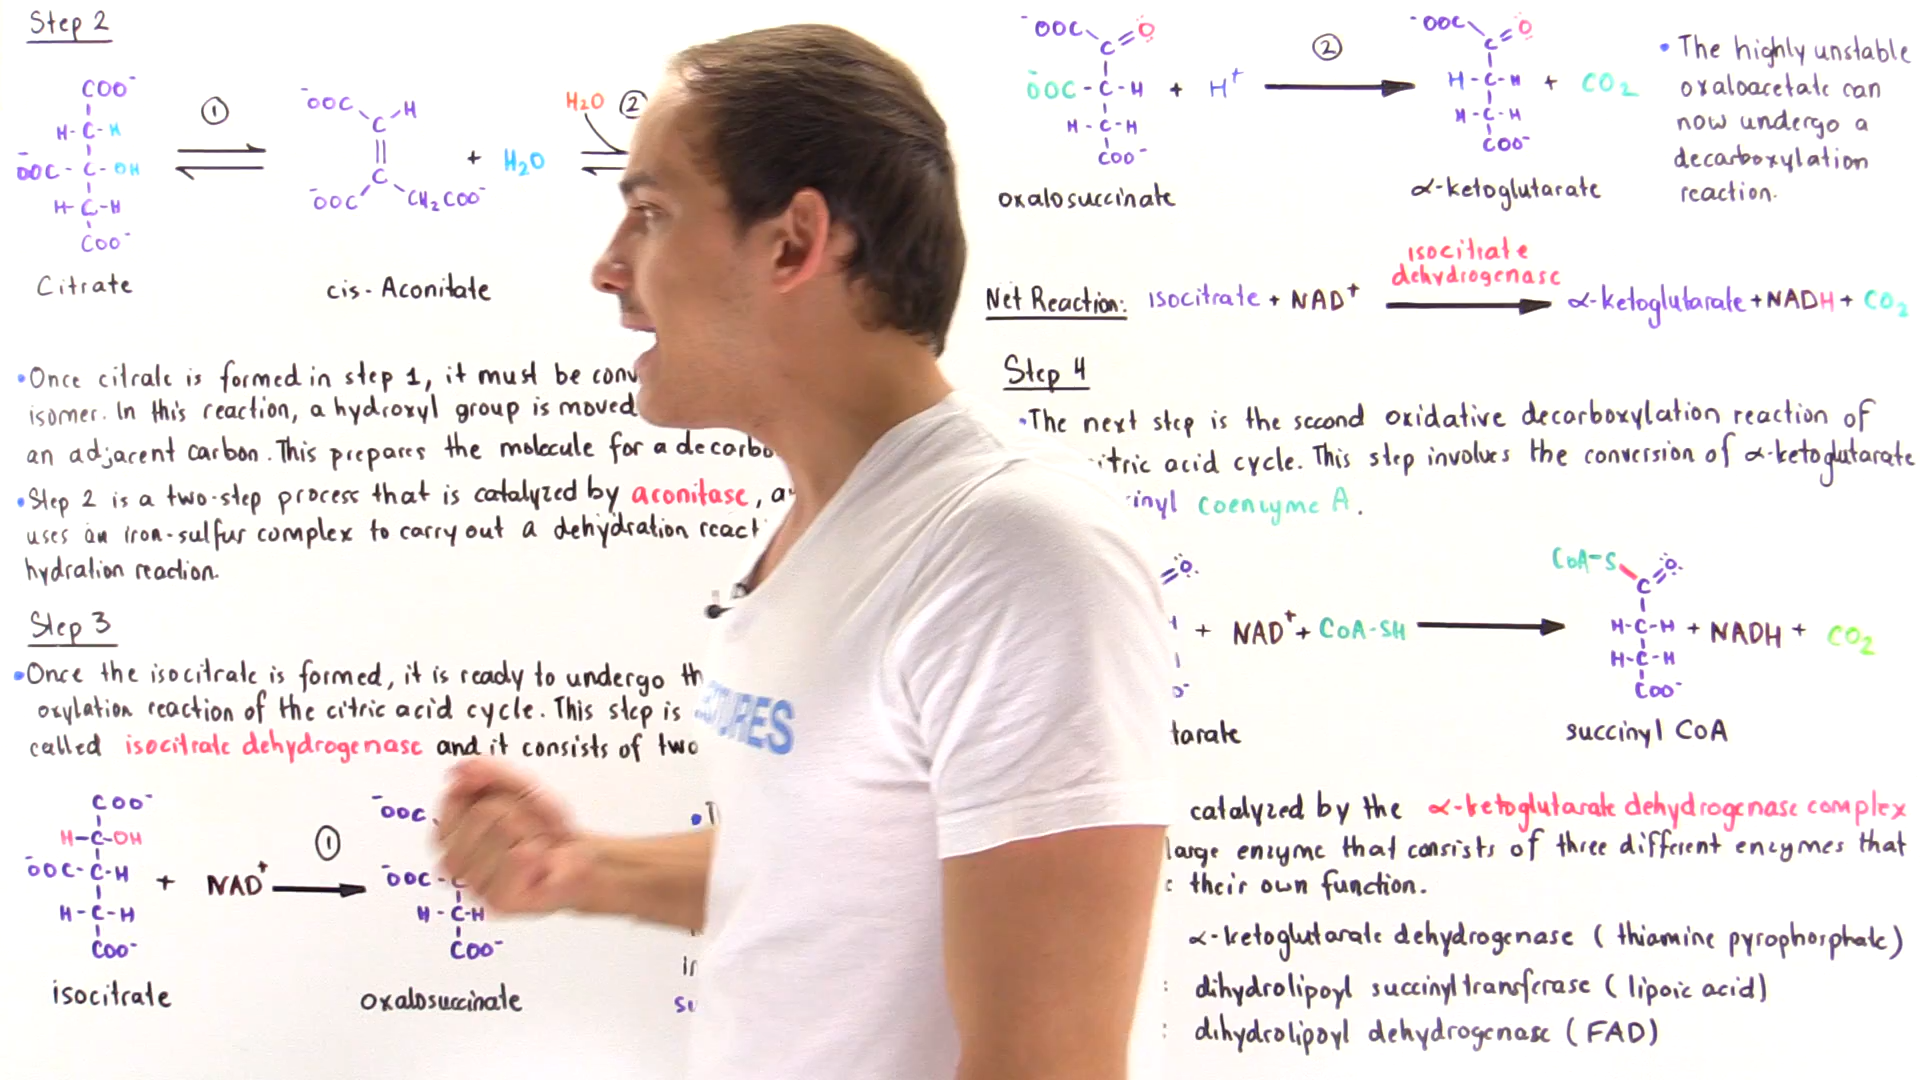 Step 2
COO⁻
H-C-H
⁻OOC-C-OH
H-C-H
COO⁻
Citrate
①
⁻OOC
C
H
C
⁻OOC
CH₂COO⁻
cis-Aconitate
+ H₂O
H₂O ②
• Once citrate is formed in step 1, it must be conv
isomer. In this reaction, a hydroxyl group is moved
an adjacent carbon. This prepares the molecule for a decarbo
• Step 2 is a two-step process that is catalyzed by aconitase, a
uses an iron-sulfur complex to carry out a dehydration react
hydration reaction.
Step 3
• Once the isocitrate is formed, it is ready to undergo th
oxylation reaction of the citric acid cycle. This step is
called isocitrate dehydrogenase and it consists of two
COO⁻
H-C-OH
⁻OOC-C-H
H-C-H
COO⁻
isocitrate
+ NAD⁺
①
⁻OOC
⁻OOC-C
H-C-H
COO⁻
oxalosuccinate
⁻OOC
C=O
⁻OOC-C-H
H-C-H
COO⁻
oxalosuccinate
+ H⁺
②
⁻OOC
C=O
H-C-H
H-C-H
COO⁻
α-ketoglutarate
+ CO₂
• The highly unstable
oxaloacetate can
now undergo a
decarboxylation
reaction.
Net Reaction: isocitrate + NAD⁺ isocitrate dehydrogenase α-ketoglutarate + NADH + CO₂
Step 4
• The next step is the second oxidative decarboxylation reaction of
itric acid cycle. This step involves the conversion of α-ketoglutarate
inyl coenzyme A.
=O
+ NAD⁺ + CoA-SH
tarate
CoA-S
C=O
H-C-H
H-C-H
COO⁻
succinyl CoA
+ NADH + CO₂
catalyzed by the α-ketoglutarate dehydrogenase complex
large enzyme that consists of three different enzymes that
their own function.
α-ketoglutarate dehydrogenase (thiamine pyrophosphate)
: dihydrolipoyl succinyltransferase (lipoic acid)
: dihydrolipoyl dehydrogenase (FAD)
TURES